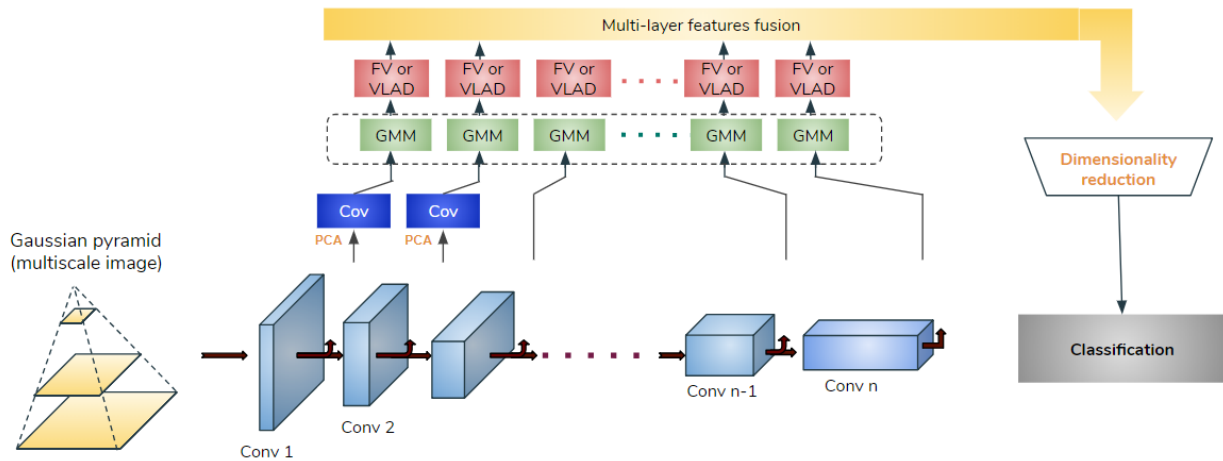 Multi-layer features fusion
FV or
VLAD
FV or
VLAD
FV or
VLAD
FV or
VLAD
FV or
VLAD
GMM
GMM
GMM
GMM
GMM
Dimensionality
reduction
Cov
Cov
PCA
PCA
Gaussian pyramid
(multiscale image)
Classification
Conv 1
Conv 2
Conv n-1
Conv n